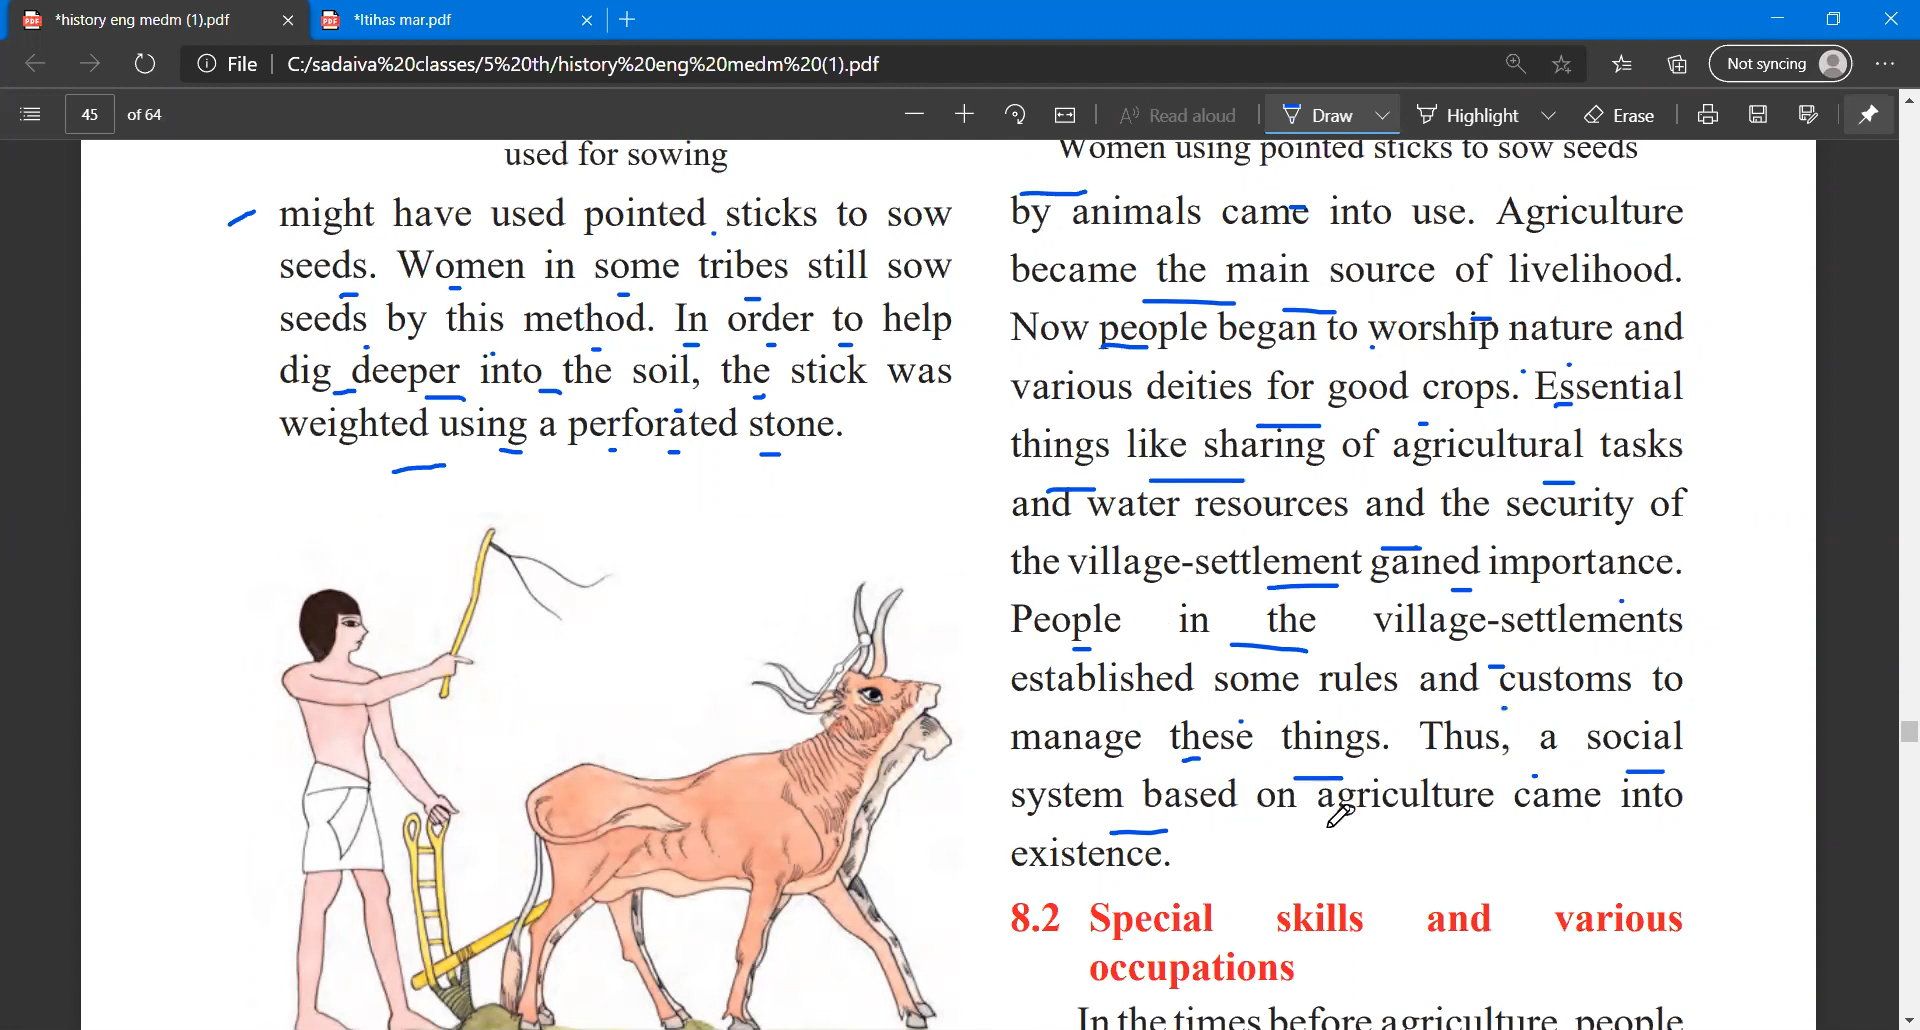 *history eng medm (1).pdf
*Itihas mar.pdf
File
C:/sadaiva%20classes/5%20th/history%20eng%20medm%20(1).pdf
Not syncing
45 of 64
Read aloud
Draw
Highlight
Erase
used for sowing
might have used pointed sticks to sow
seeds. Women in some tribes still sow
seeds by this method. In order to help
dig deeper into the soil, the stick was
weighted using a perforated stone.
Women using pointed sticks to sow seeds
by animals came into use. Agriculture
became the main source of livelihood.
Now people began to worship nature and
various deities for good crops. Essential
things like sharing of agricultural tasks
and water resources and the security of
the village-settlement gained importance.
People in the village-settlements
established some rules and customs to
manage these things. Thus, a social
system based on agriculture came into
existence.
8.2 Special skills and various
occupations
In the times before agriculture, people